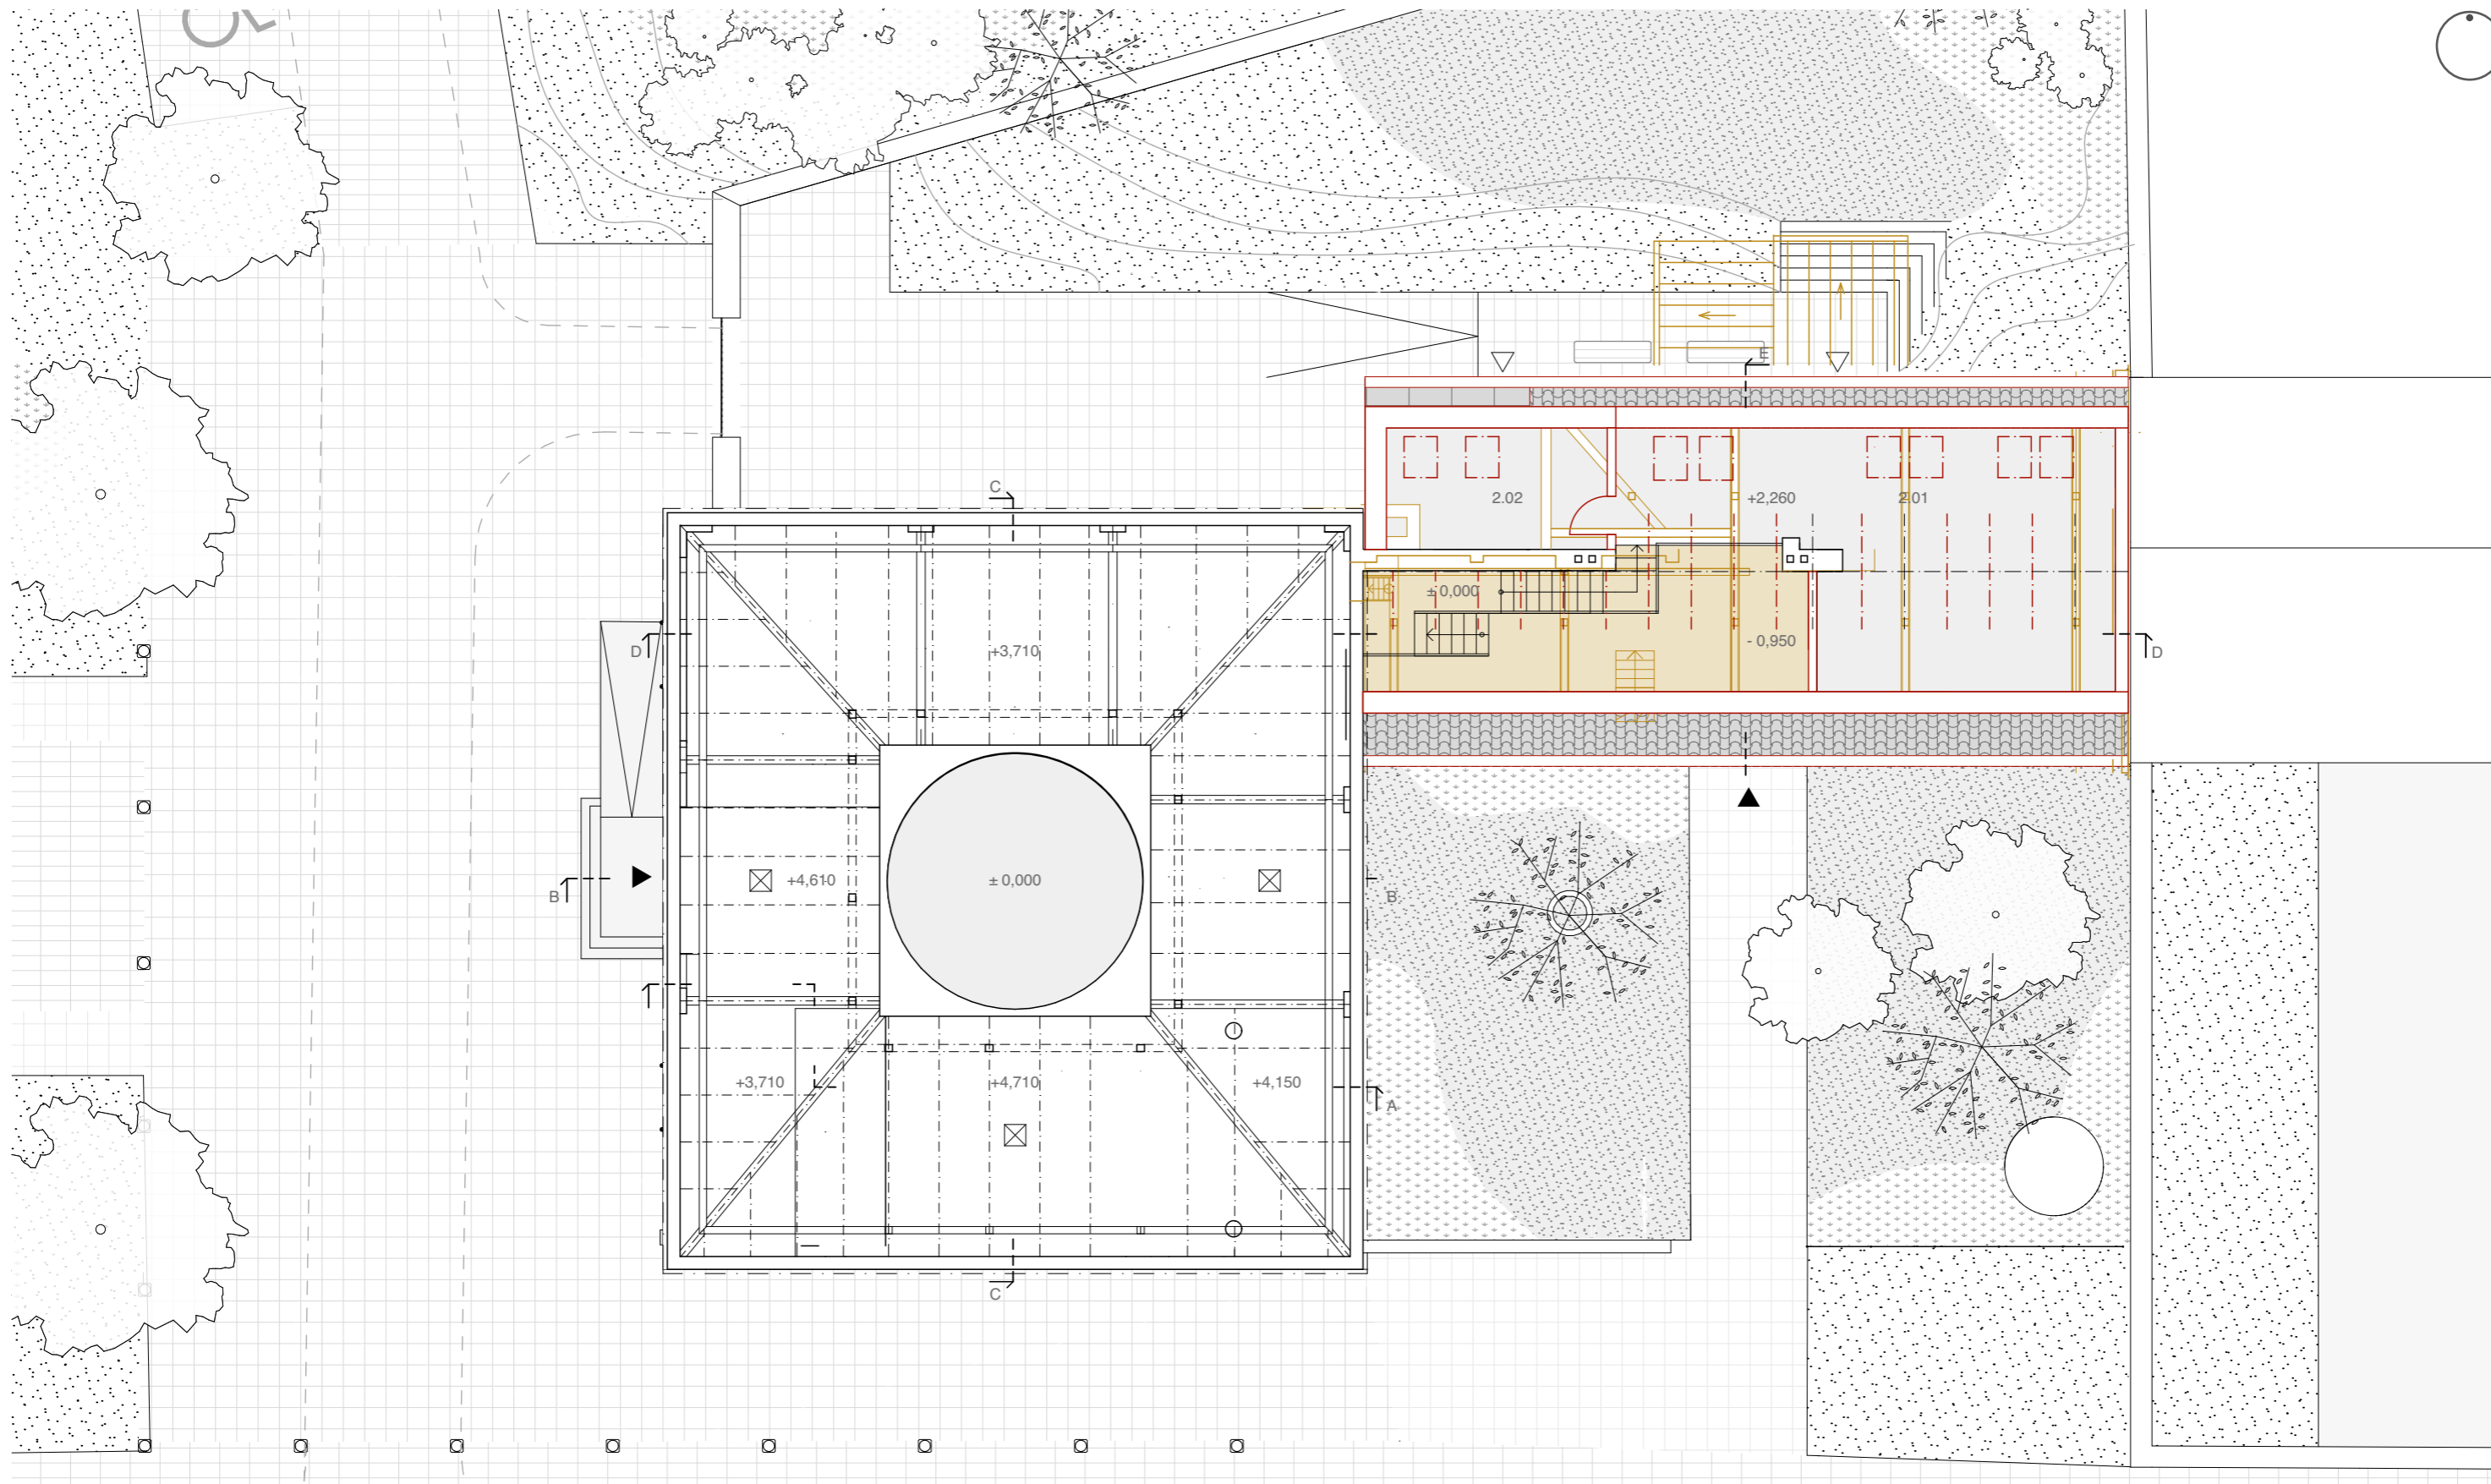 E
C
2.02
+2,260
2.01
± 0,000
- 0,950
D
+3,710
D
B
+4,610
± 0,000
B
+3,710
+4,710
+4,150
A
C